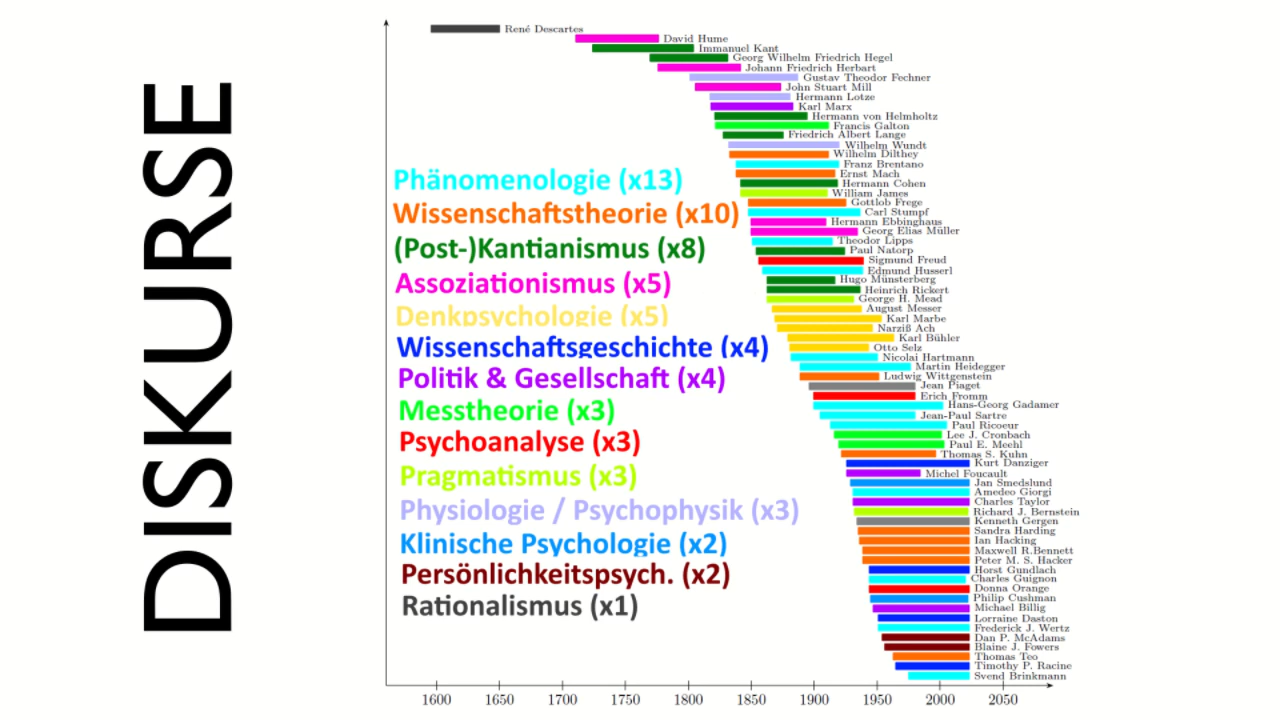 DISKURSE
Phänomenologie (x13)
Wissenschaftstheorie (x10)
(Post-)Kantianismus (x8)
Assoziationismus (x5)
Denkpsychologie (x5)
Wissenschaftsgeschichte (x4)
Politik & Gesellschaft (x4)
Messtheorie (x3)
Psychoanalyse (x3)
Pragmatismus (x3)
Physiologie / Psychophysik (x3)
Klinische Psychologie (x2)
Persönlichkeitspsych. (x2)
Rationalismus (x1)
René Descartes
David Hume
Immanuel Kant
Georg Wilhelm Friedrich Hegel
Johann Friedrich Herbart
Gustav Theodor Fechner
John Stuart Mill
Hermann Lotze
Karl Marx
Hermann von Helmholtz
Francis Galton
Friedrich Albert Lange
Wilhelm Wundt
Wilhelm Dilthey
Franz Brentano
Ernst Mach
Hermann Cohen
William James
Gottlob Frege
Carl Stumpf
Hermann Ebbinghaus
Georg Elias Müller
Theodor Lipps
Paul Natorp
Sigmund Freud
Edmund Husserl
Hugo Münsterberg
Heinrich Rickert
George H. Mead
August Messer
Karl Marbe
Narziß Ach
Karl Bühler
Otto Selz
Nicolai Hartmann
Martin Heidegger
Ludwig Wittgenstein
Jean Piaget
Erich Fromm
Hans-Georg Gadamer
Jean-Paul Sartre
Paul Ricoeur
Lee J. Cronbach
Paul E. Meehl
Thomas S. Kuhn
Kurt Danziger
Michel Foucault
Jan Smedslund
Amedeo Giorgi
Charles Taylor
Richard J. Bernstein
Kenneth Gergen
Sandra Harding
Ian Hacking
Maxwell R.Bennett
Peter M. S. Hacker
Horst Gundlach
Charles Guignon
Donna Orange
Philip Cushman
Michael Billig
Lorraine Daston
Frederick J. Wertz
Dan P. McAdams
Blaine J. Fowers
Thomas Teo
Timothy P. Racine
Svend Brinkmann
1600 1650 1700 1750 1800 1850 1900 1950 2000 2050